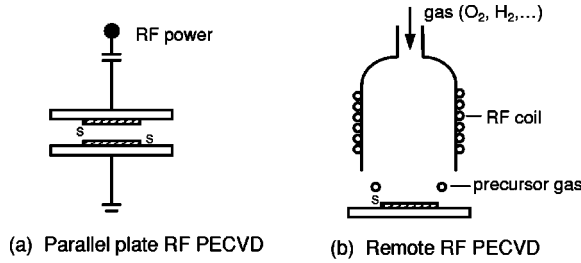 RF power
s
s
(a) Parallel plate RF PECVD
gas (O₂, H₂,...)
RF coil
precursor gas
s
(b) Remote RF PECVD